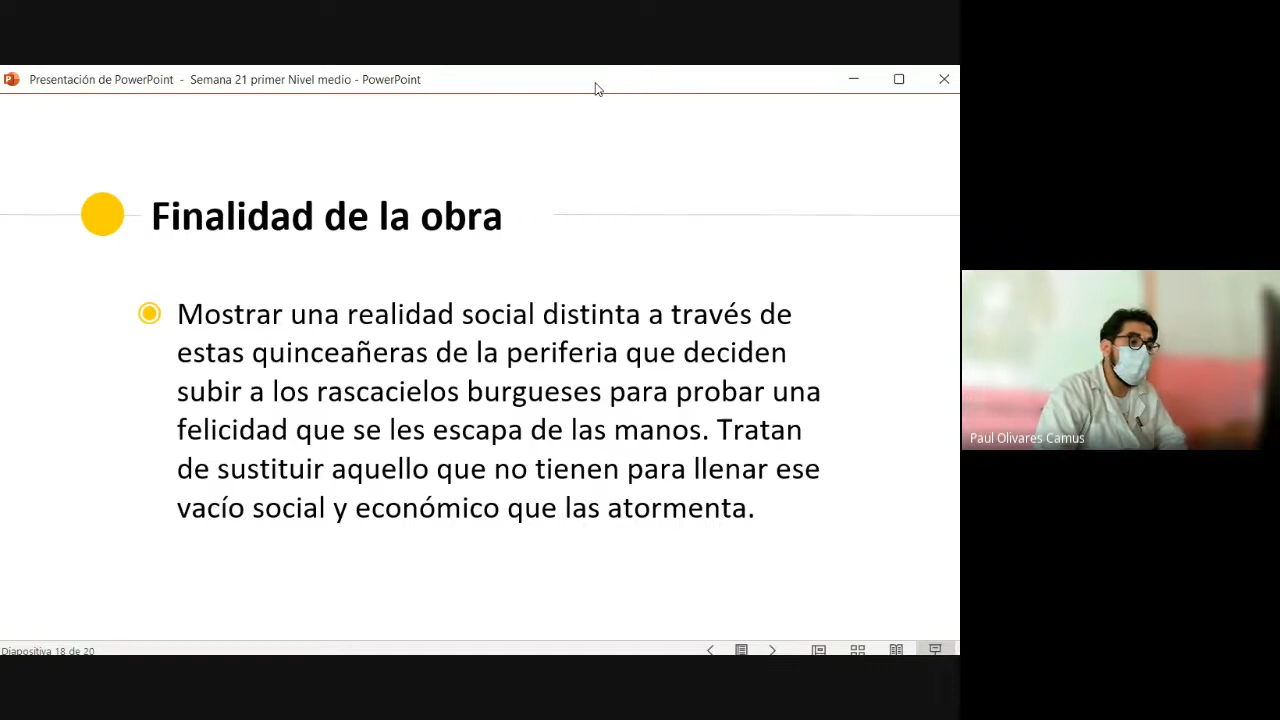 Presentación de PowerPoint - Semana 21 primer Nivel medio - PowerPoint
Finalidad de la obra
Mostrar una realidad social distinta a través de
estas quinceañeras de la periferia que deciden
subir a los rascacielos burgueses para probar una
felicidad que se les escapa de las manos. Tratan
de sustituir aquello que no tienen para llenar ese
vacío social y económico que las atormenta.
Paul Olivares Camus
Diapositiva 18 de 20